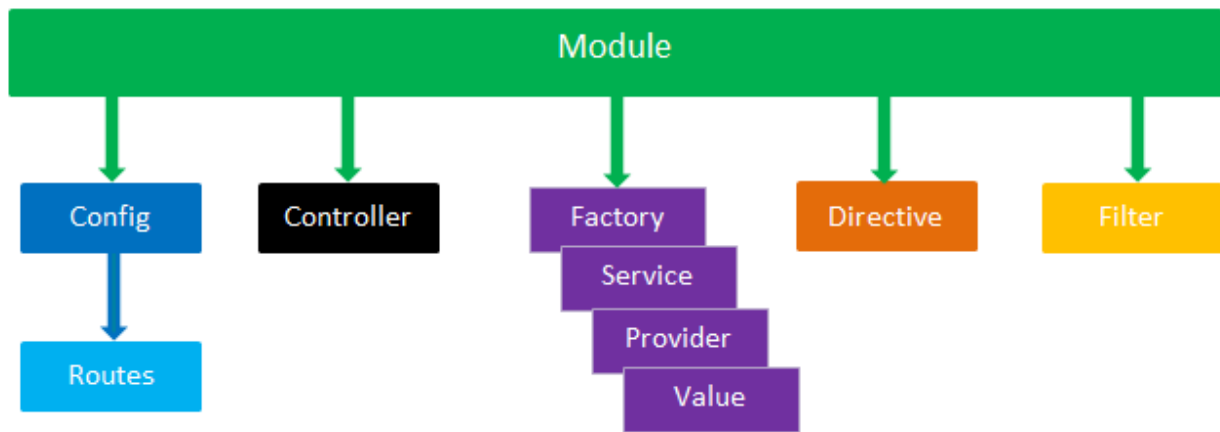 Module
Config
Controller
Factory
Directive
Filter
Service
Provider
Routes
Value